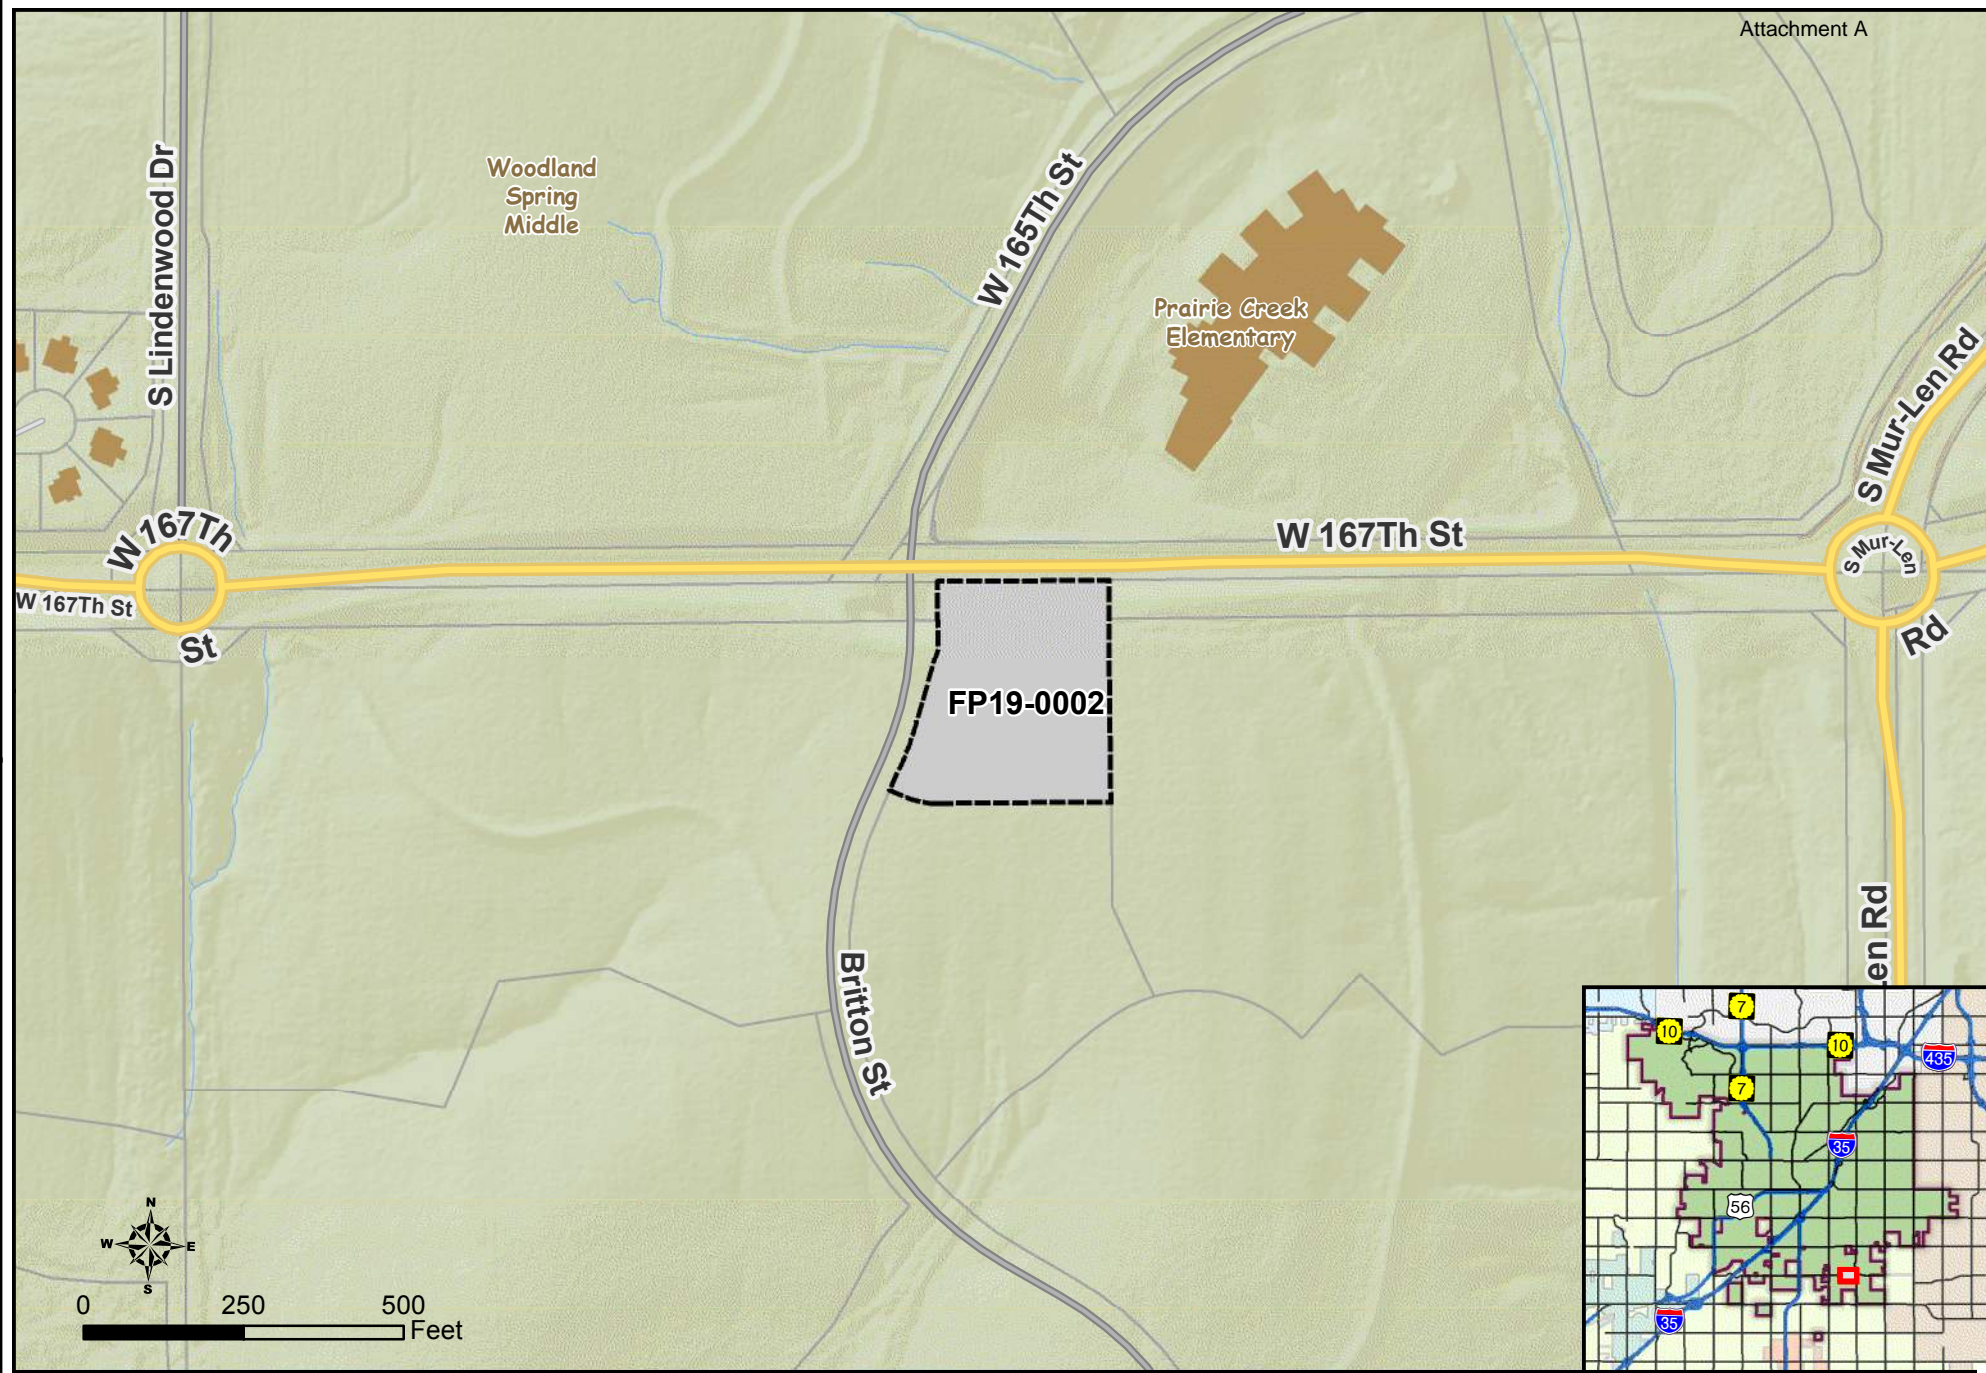 Attachment A
S Lindenwood Dr
Woodland
Spring
Middle
W 165Th St
Prairie Creek
Elementary
S Mur-Len Rd
W 167Th
St
W 167Th St
W 167Th St
S Mur-Len
Rd
FP19-0002
Britton St
Len Rd
N
W
E
S
0
250
500
Feet
7
10
10
435
7
35
56
35